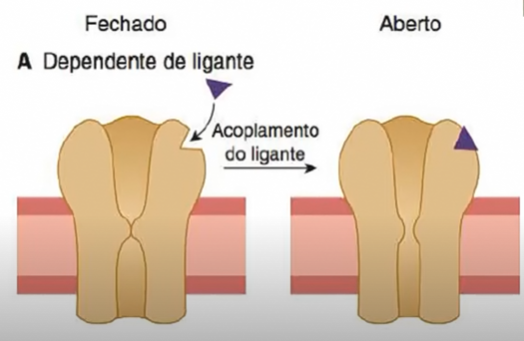 Fechado
Aberto
A Dependente de ligante
Acoplamento
do ligante